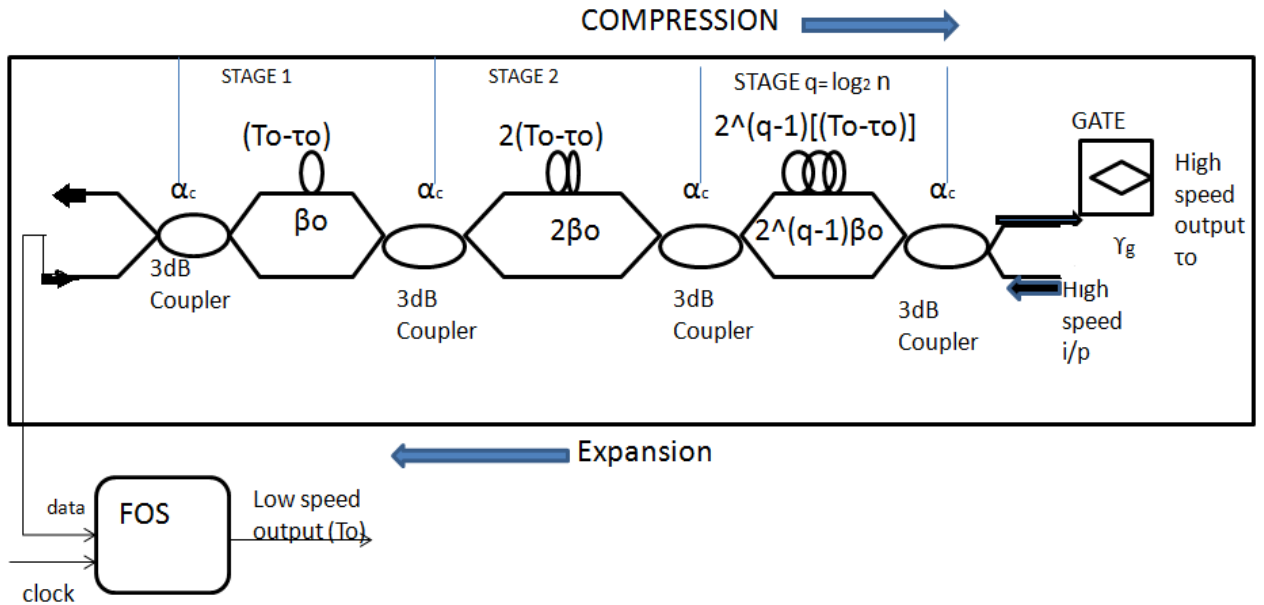 COMPRESSION
STAGE 1
STAGE 2
STAGE q= log₂ n
(To-τo)
2(To-τo)
2^(q-1)[(To-τo)]
GATE
High
speed
output
τo
αc
αc
αc
αc
βo
2βo
2^(q-1)βo
ϒg
3dB
Coupler
3dB
Coupler
3dB
Coupler
3dB
Coupler
High
speed
i/p
Expansion
data
FOS
Low speed
output (To)
clock